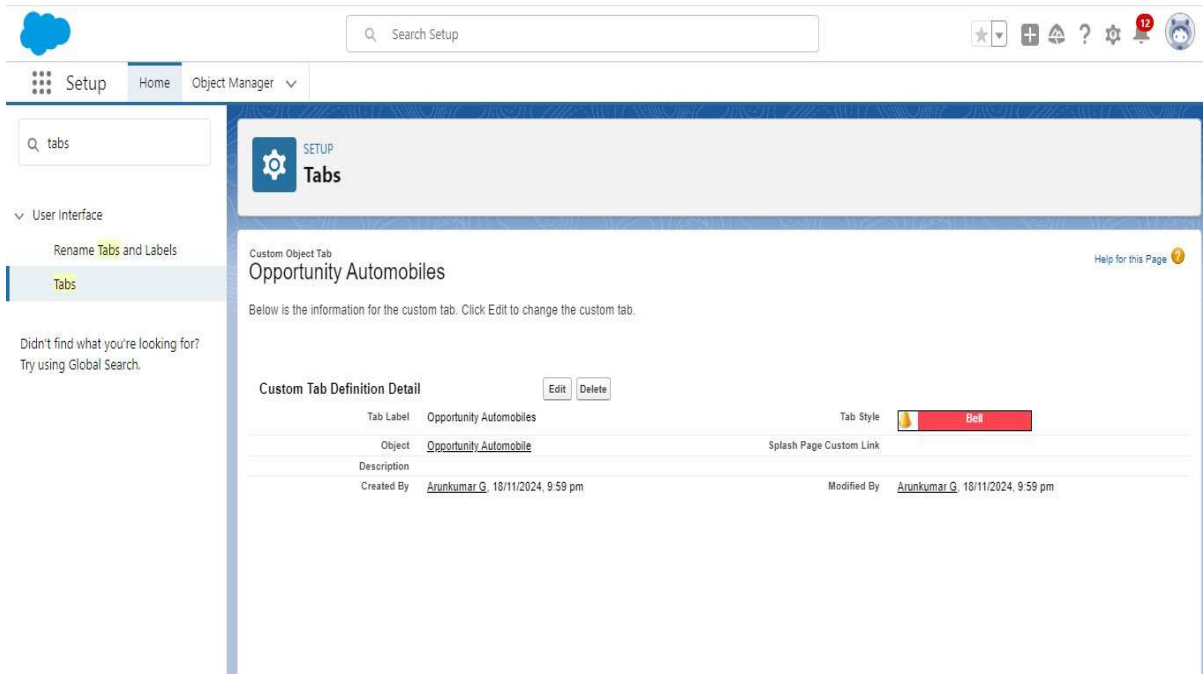 Search Setup
12
Setup
Home
Object Manager
tabs
User Interface
Rename Tabs and Labels
Tabs
Didn't find what you're looking for?
Try using Global Search.
SETUP
Tabs
Custom Object Tab
Opportunity Automobiles
Help for this Page ?
Below is the information for the custom tab. Click Edit to change the custom tab.
Custom Tab Definition Detail Edit Delete
Tab Label Opportunity Automobiles Tab Style Bell
Object Opportunity Automobile Splash Page Custom Link
Description
Created By Arunkumar G, 18/11/2024, 9:59 pm Modified By Arunkumar G, 18/11/2024, 9:59 pm